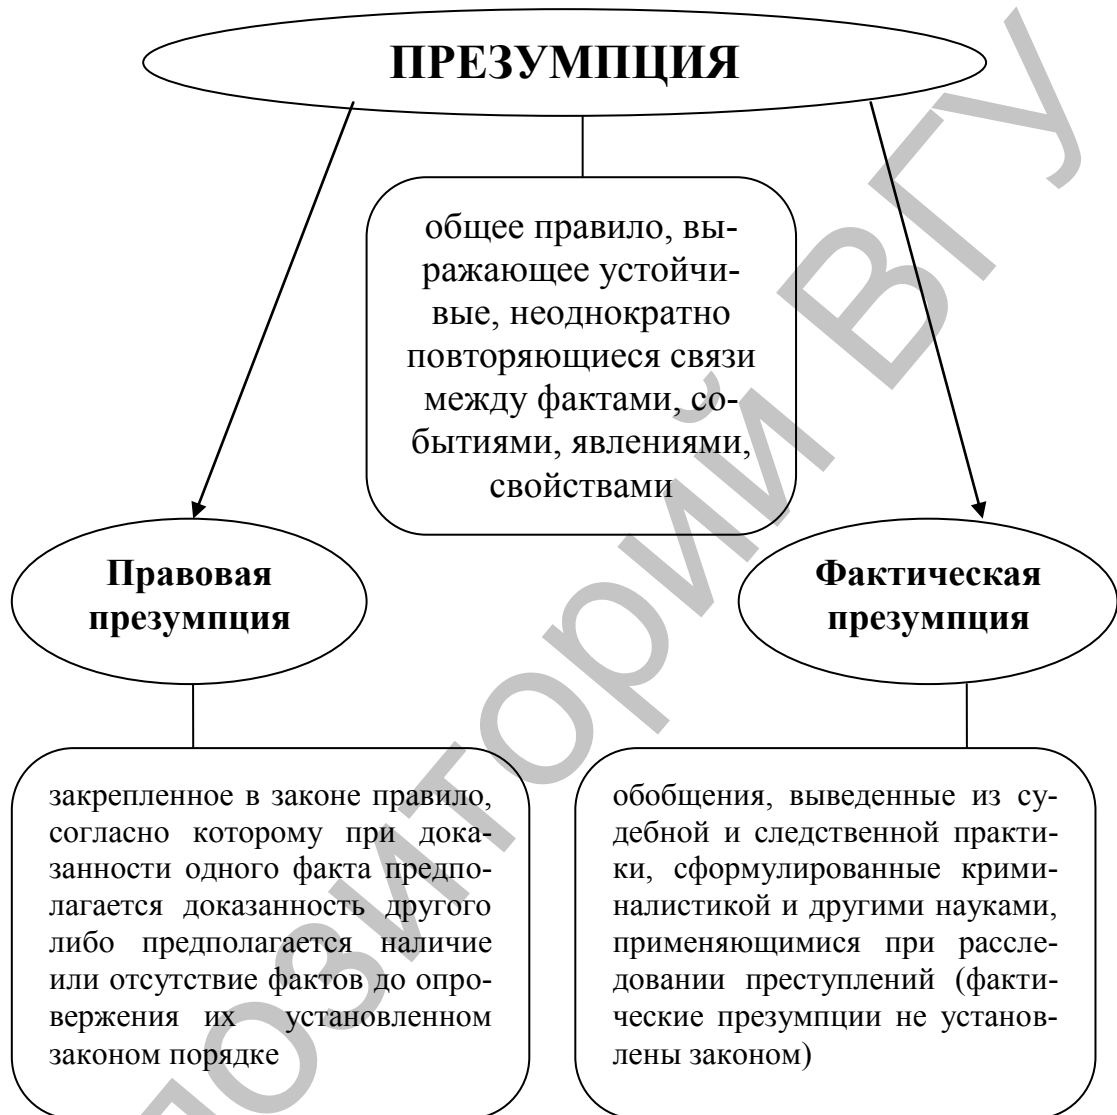 ПРЕЗУМПЦИЯ
общее правило, вы-
ражающее устойчи-
вые, неоднократно
повторяющиеся связи
между фактами, со-
бытиями, явлениями,
свойствами
Правовая
презумпция
Фактическая
презумпция
закрепленное в законе правило,
согласно которому при дока-
занности одного факта предпо-
лагается доказанность другого
либо предполагается наличие
или отсутствие фактов до опро-
вержения их установленном
законом порядке
обобщения, выведенные из су-
дебной и следственной практи-
ки, сформулированные крими-
налистикой и другими науками,
применяющимися при рассле-
довании преступлений (факти-
ческие презумпции не установ-
лены законом)
позиторий ВГУ